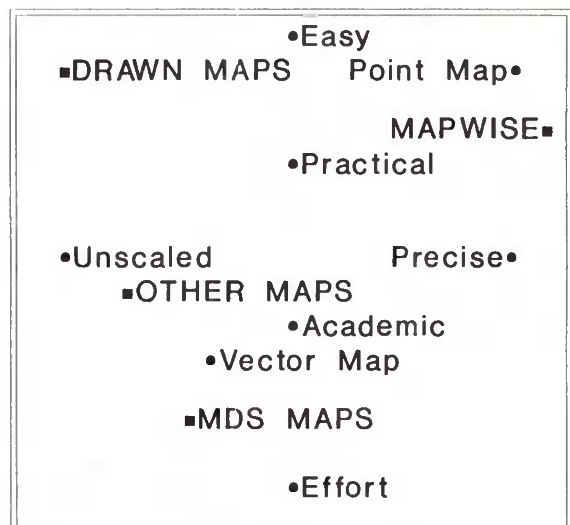 •Easy
▪DRAWN MAPS Point Map•
MAPWISE▪
•Practical
•Unscaled Precise•
▪OTHER MAPS
•Academic
•Vector Map
▪MDS MAPS
•Effort